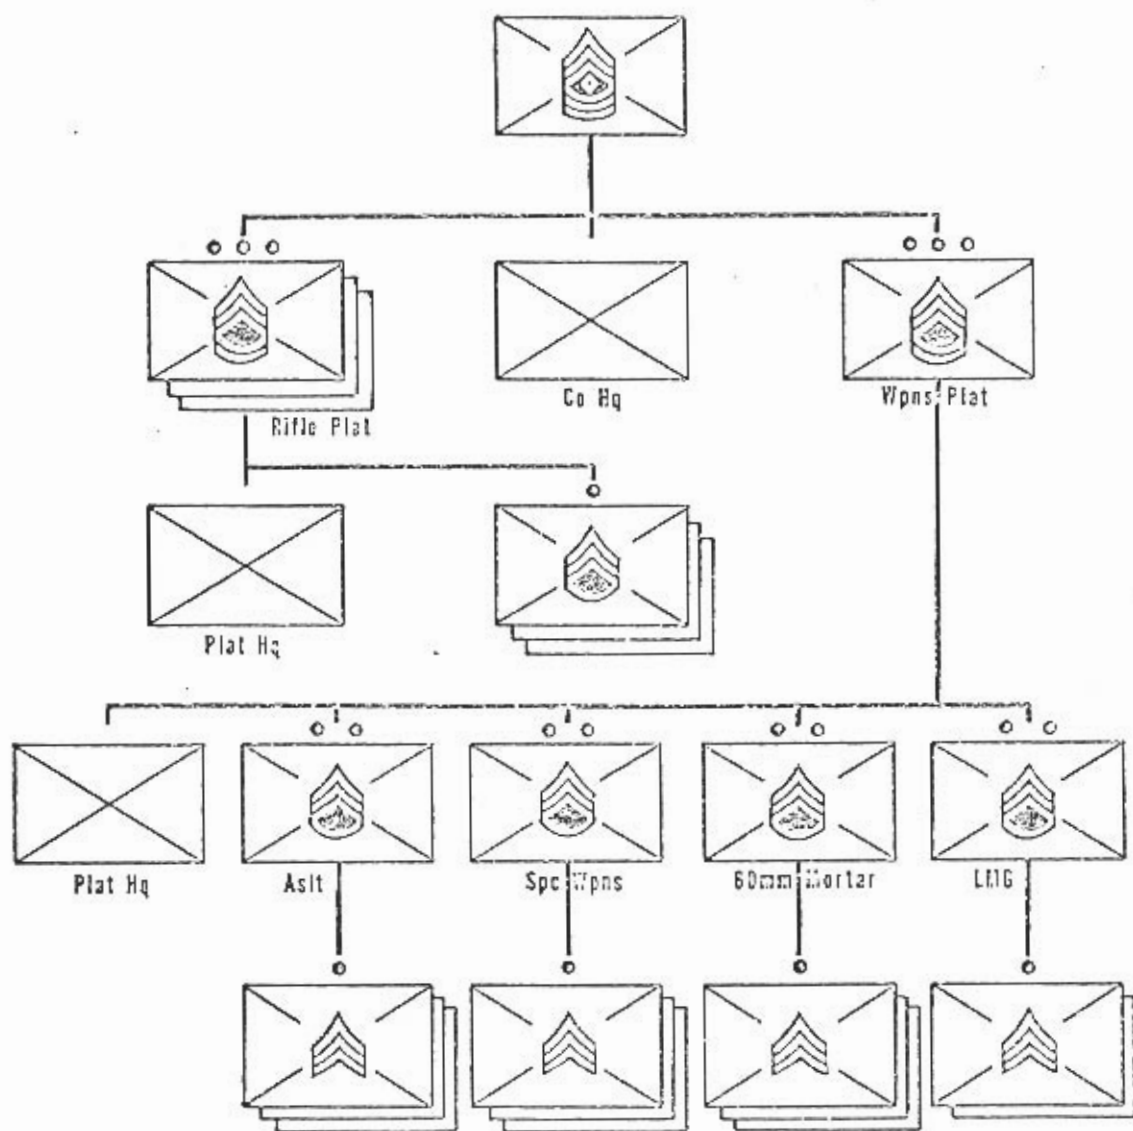 Rifle Plat
Co Hq
Wpns Plat
Plat Hq
Plat Hq
Aslt
Spc Wpns
60mm Mortar
LMG